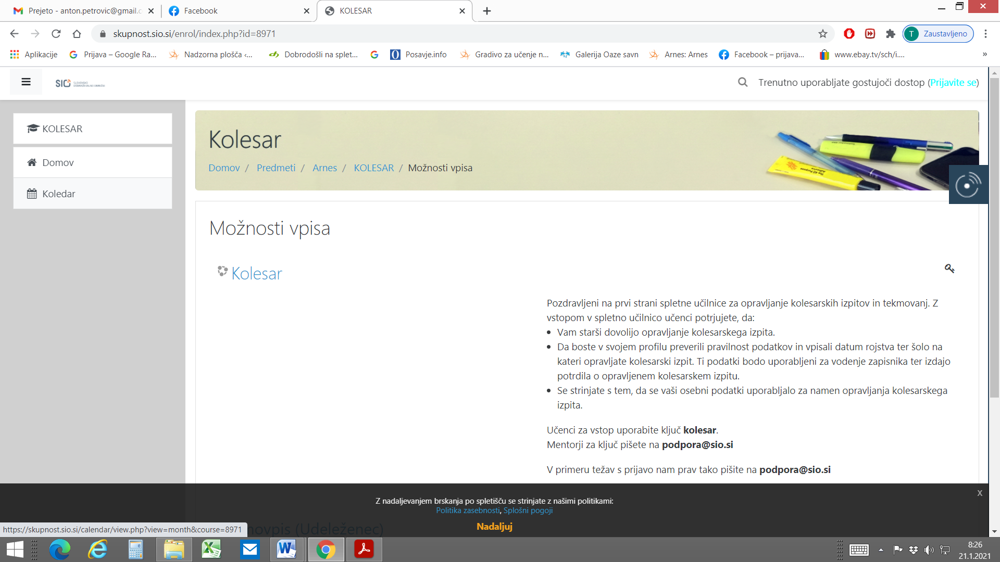 Prejeto - anton.petrovic@gmail.c
Facebook
KOLESAR
skupnost.sio.si/enrol/index.php?id=8971
T Zaustavljeno
Aplikacije
Prijava – Google Ra...
Nadzorna plošča ‹...
Dobrodošli na splet...
Posavje.info
Gradivo za učenje n...
Galerija Oaze savn
Arnes: Arnes
Facebook – prijava...
www.ebay.tv/sch/i....
»
SIO
Trenutno uporabljate gostujoči dostop (Prijavite se)
KOLESAR
Domov
Koledar
Kolesar
Domov / Predmeti / Arnes / KOLESAR / Možnosti vpisa
Možnosti vpisa
Kolesar
Pozdravljeni na prvi strani spletne učilnice za opravljanje kolesarskih izpitov in tekmovanj. Z
vstopom v spletno učilnico učenci potrjujete, da:
• Vam starši dovolijo opravljanje kolesarskega izpita.
• Da boste v svojem profilu preverili pravilnost podatkov in vpisali datum rojstva ter šolo na
kateri opravljate kolesarski izpit. Ti podatki bodo uporabljeni za vodenje zapisnika ter izdajo
potrdila o opravljenem kolesarskem izpitu.
• Se strinjate s tem, da se vaši osebni podatki uporabljalo za namen opravljanja kolesarskega
izpita.
Učenci za vstop uporabite ključ kolesar.
Mentorji za ključ pišete na podpora@sio.si
V primeru težav s prijavo nam prav tako pišite na podpora@sio.si
x
Z nadaljevanjem brskanja po spletišču se strinjate z našimi politikami:
Politika zasebnosti, Splošni pogoji
Nadaljuj
https://skupnost.sio.si/calendar/view.php?view=month&course=8971
movpis (Udeleženec)
8:26
21.1.2021